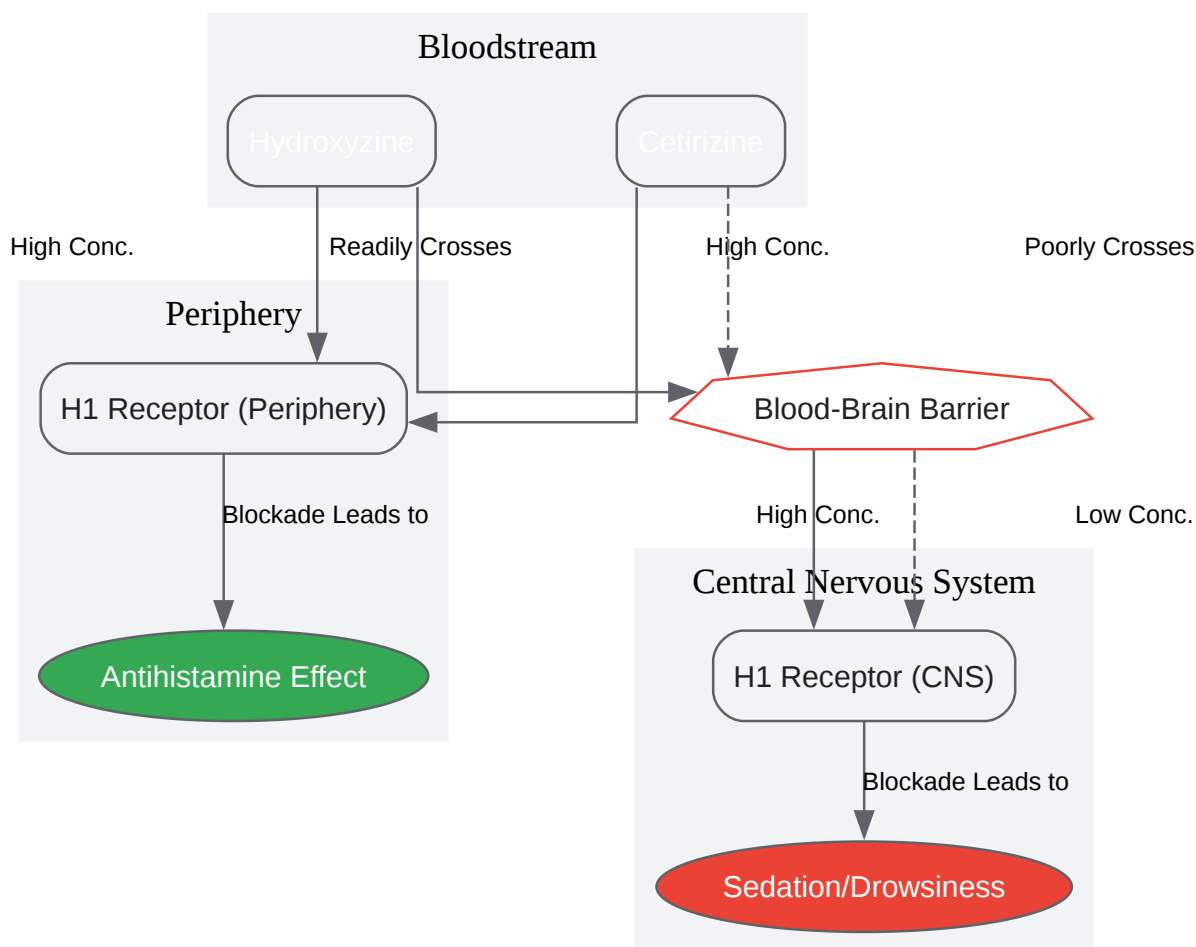 Bloodstream
Hydroxyzine
Cetirizine
High Conc.
Readily Crosses
High Conc.
Poorly Crosses
Periphery
H1 Receptor (Periphery)
Blood-Brain Barrier
Blockade Leads to
High Conc.
Low Conc.
Central Nervous System
Antihistamine Effect
H1 Receptor (CNS)
Blockade Leads to
Sedation/Drowsiness